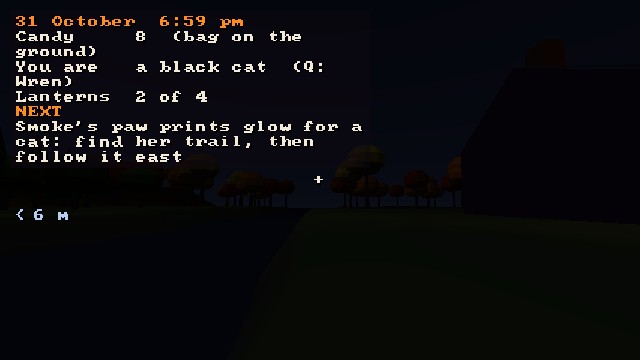 31 October  6:59 pm
Candy     8  (bag on the
ground)
You are   a black cat  (Q:
Wren)
Lanterns  2 of 4
NEXT
Smoke's paw prints glow for a
cat: find her trail, then
follow it east
< 6 m